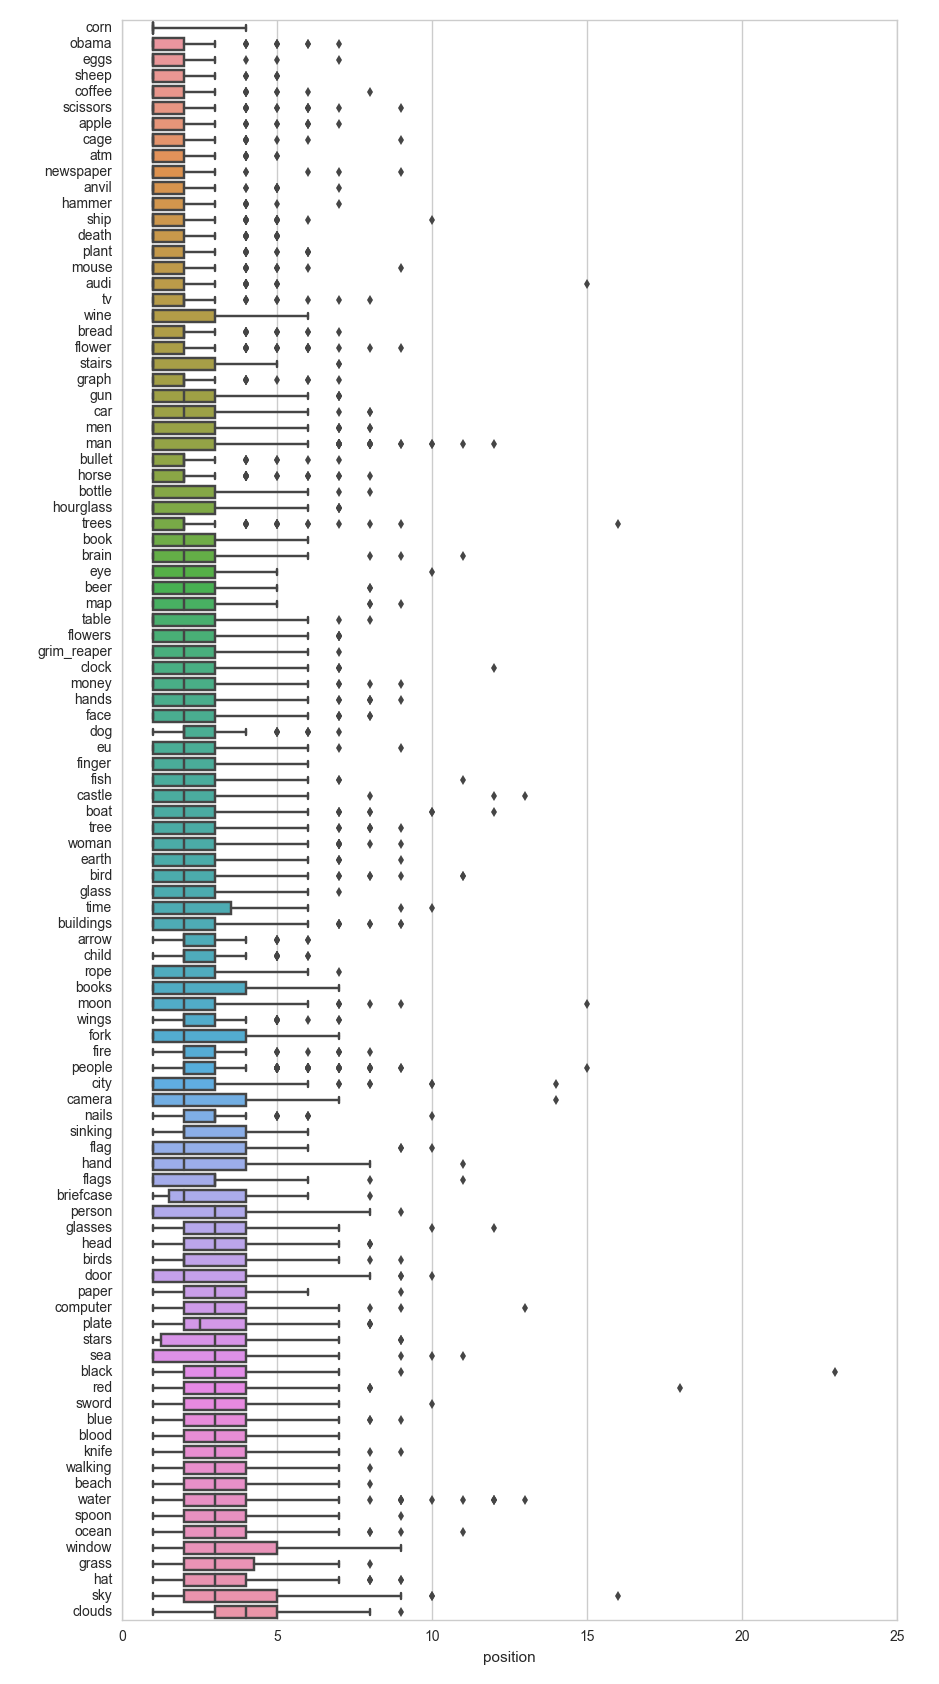 corn
obama
eggs
sheep
coffee
scissors
apple
cage
atm
newspaper
anvil
hammer
ship
death
plant
mouse
audi
tv
wine
bread
flower
stairs
graph
gun
car
men
man
bullet
horse
bottle
hourglass
trees
book
brain
eye
beer
map
table
flowers
grim_reaper
clock
money
hands
face
dog
eu
finger
fish
castle
boat
tree
woman
earth
bird
glass
time
buildings
arrow
child
rope
books
moon
wings
fork
fire
people
city
camera
nails
sinking
flag
hand
flags
briefcase
person
glasses
head
birds
door
paper
computer
plate
stars
sea
black
red
sword
blue
blood
knife
walking
beach
water
spoon
ocean
window
grass
hat
sky
clouds
0 5 10 15 20 25
position